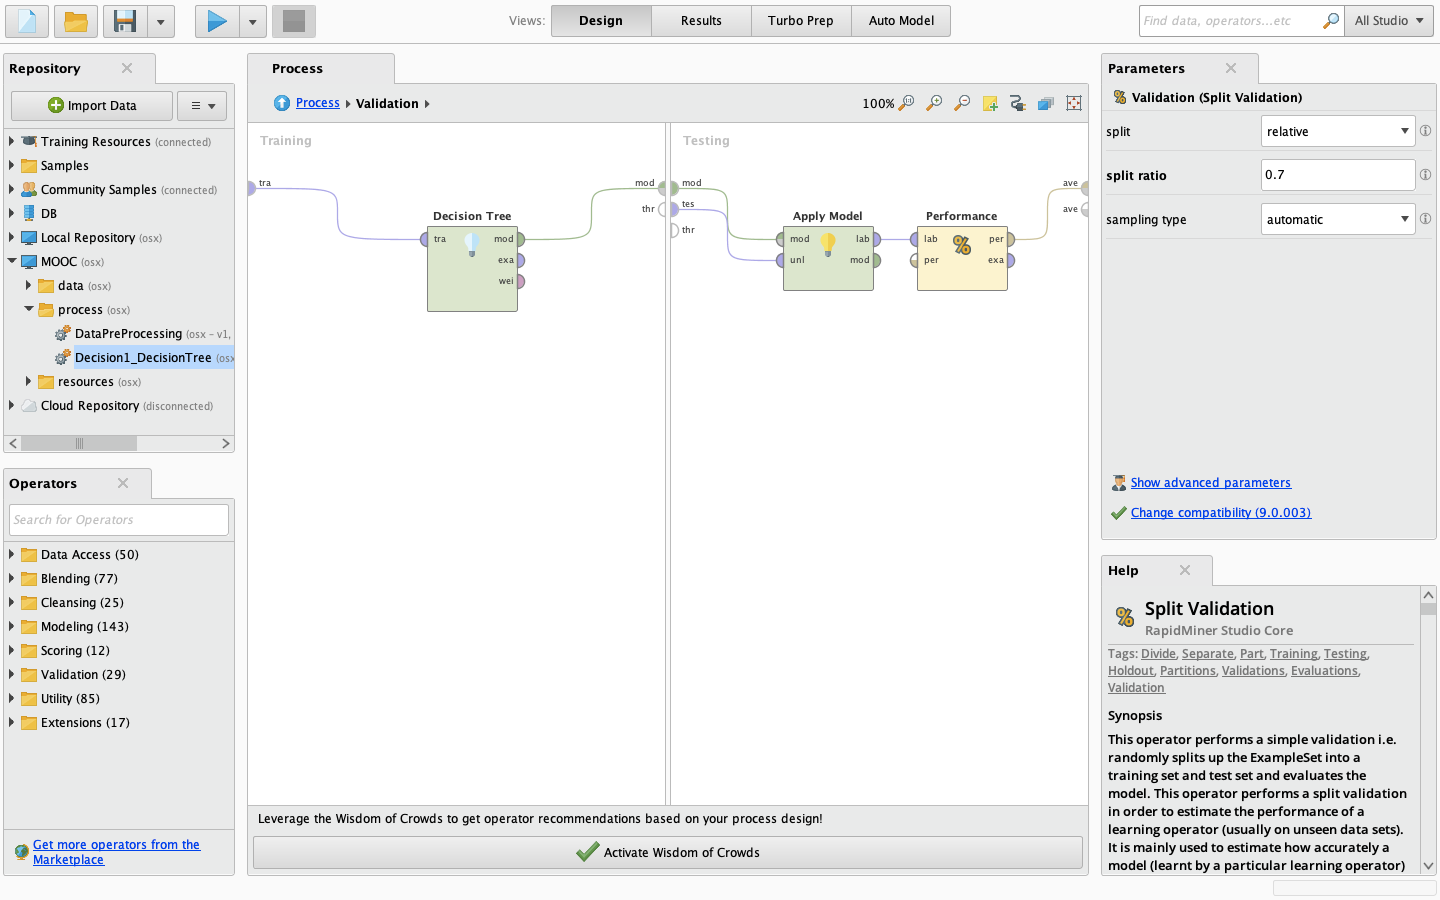 Views:
Design
Results
Turbo Prep
Auto Model
Find data, operators...etc
All Studio
Repository
Import Data
Training Resources (connected)
Samples
Community Samples (connected)
DB
Local Repository (osx)
MOOC (osx)
data (osx)
process (osx)
DataPreProcessing (osx – v1,
Decision1_DecisionTree (osx
resources (osx)
Cloud Repository (disconnected)
Operators
Search for Operators
Data Access (50)
Blending (77)
Cleansing (25)
Modeling (143)
Scoring (12)
Validation (29)
Utility (85)
Extensions (17)
Get more operators from the
Marketplace
Process
Process
Validation
100%
Training
tra
Decision Tree
tra
mod
exa
wei
mod
thr
Testing
mod
tes
thr
Apply Model
mod
lab
unl
mod
Performance
lab
per
per
exa
ave
ave
Leverage the Wisdom of Crowds to get operator recommendations based on your process design!
Activate Wisdom of Crowds
Parameters
Validation (Split Validation)
split
relative
split ratio
0.7
sampling type
automatic
Show advanced parameters
Change compatibility (9.0.003)
Help
Split Validation
RapidMiner Studio Core
Tags: Divide, Separate, Part, Training, Testing,
Holdout, Partitions, Validations, Evaluations,
Validation
Synopsis
This operator performs a simple validation i.e.
randomly splits up the ExampleSet into a
training set and test set and evaluates the
model. This operator performs a split validation
in order to estimate the performance of a
learning operator (usually on unseen data sets).
It is mainly used to estimate how accurately a
model (learnt by a particular learning operator)